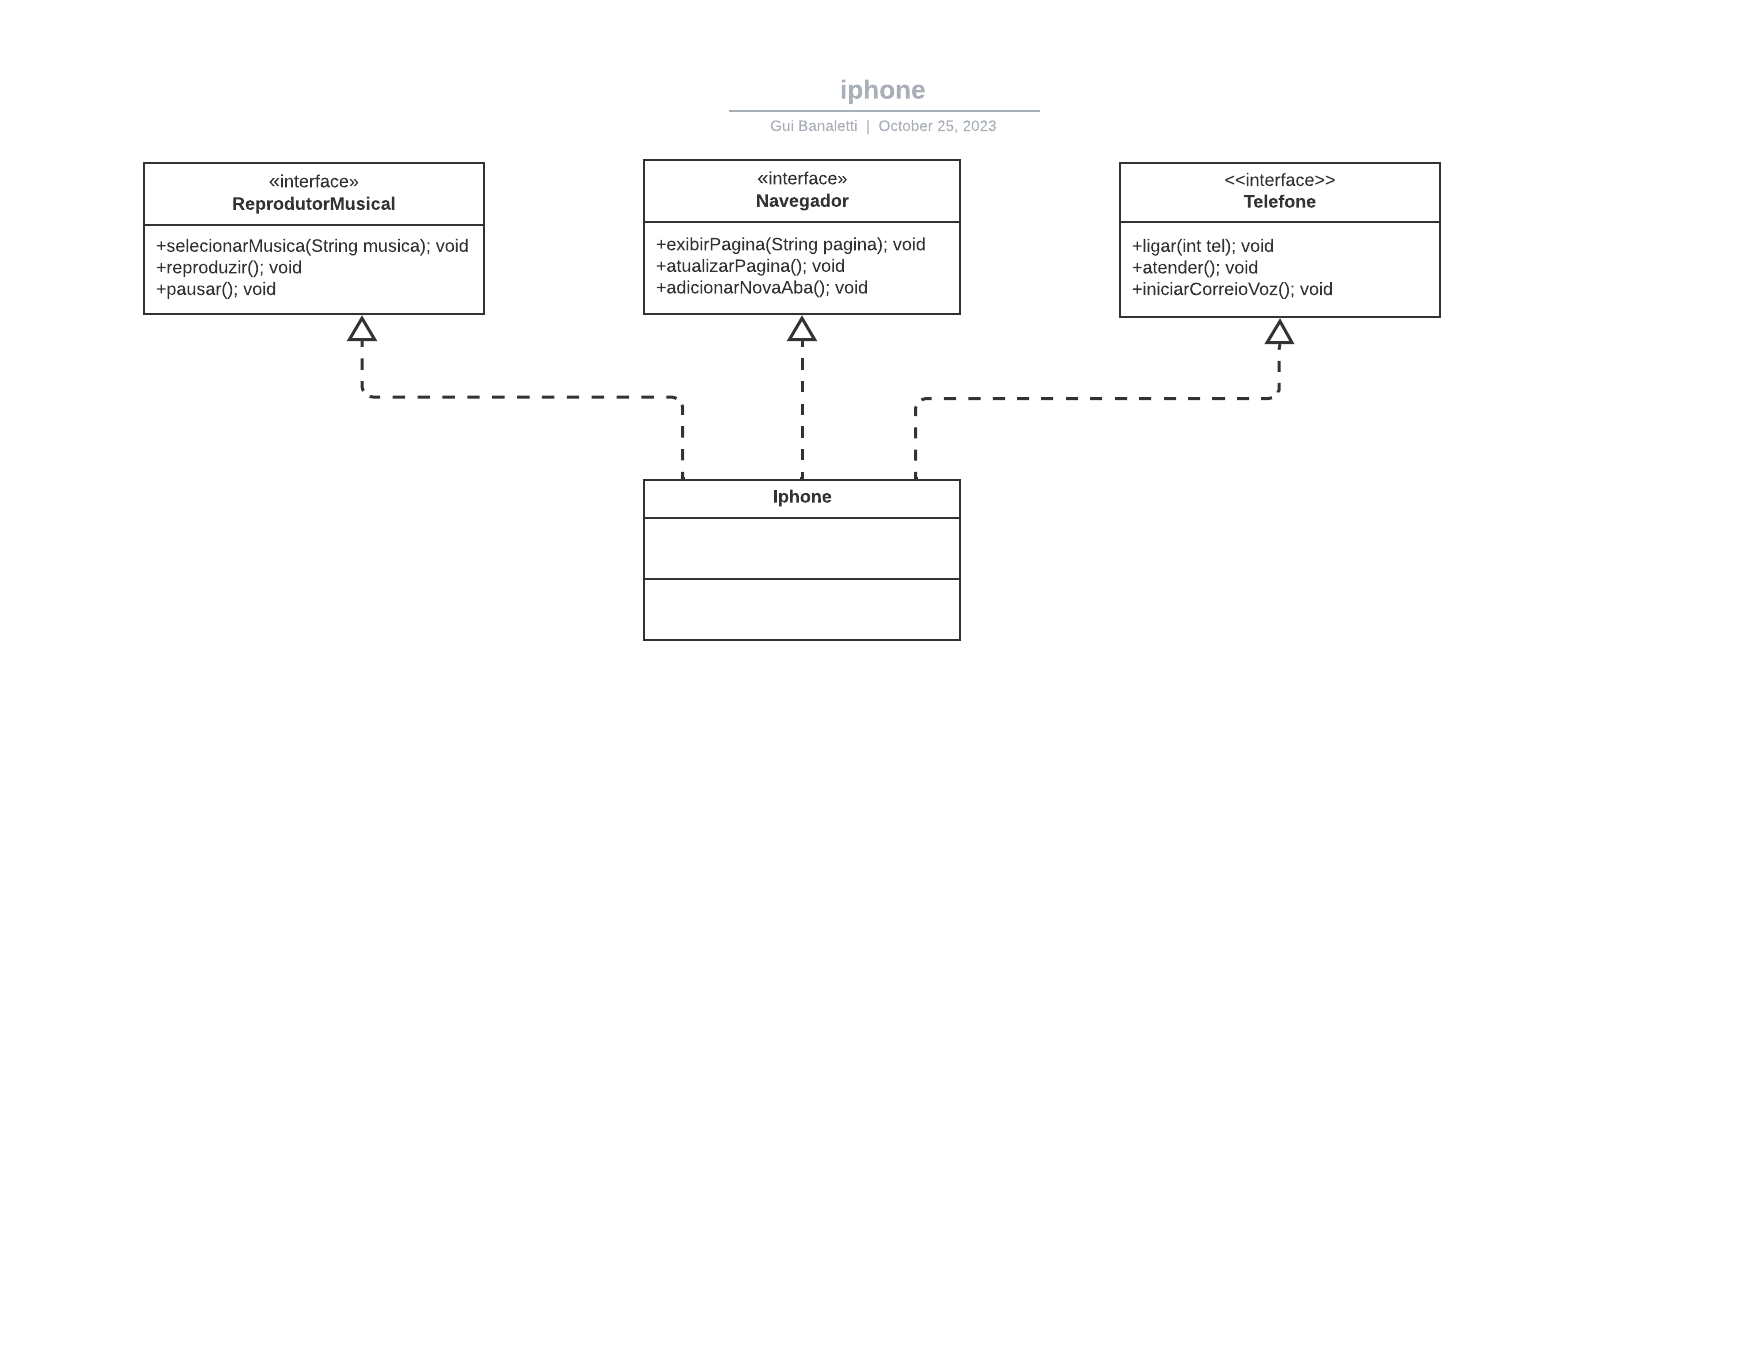 iphone
Gui Banaletti | October 25, 2023
«interface»
ReprodutorMusical
+selecionarMusica(String musica); void
+reproduzir(); void
+pausar(); void
«interface»
Navegador
+exibirPagina(String pagina); void
+atualizarPagina(); void
+adicionarNovaAba(); void
<<interface>>
Telefone
+ligar(int tel); void
+atender(); void
+iniciarCorreioVoz(); void
Iphone